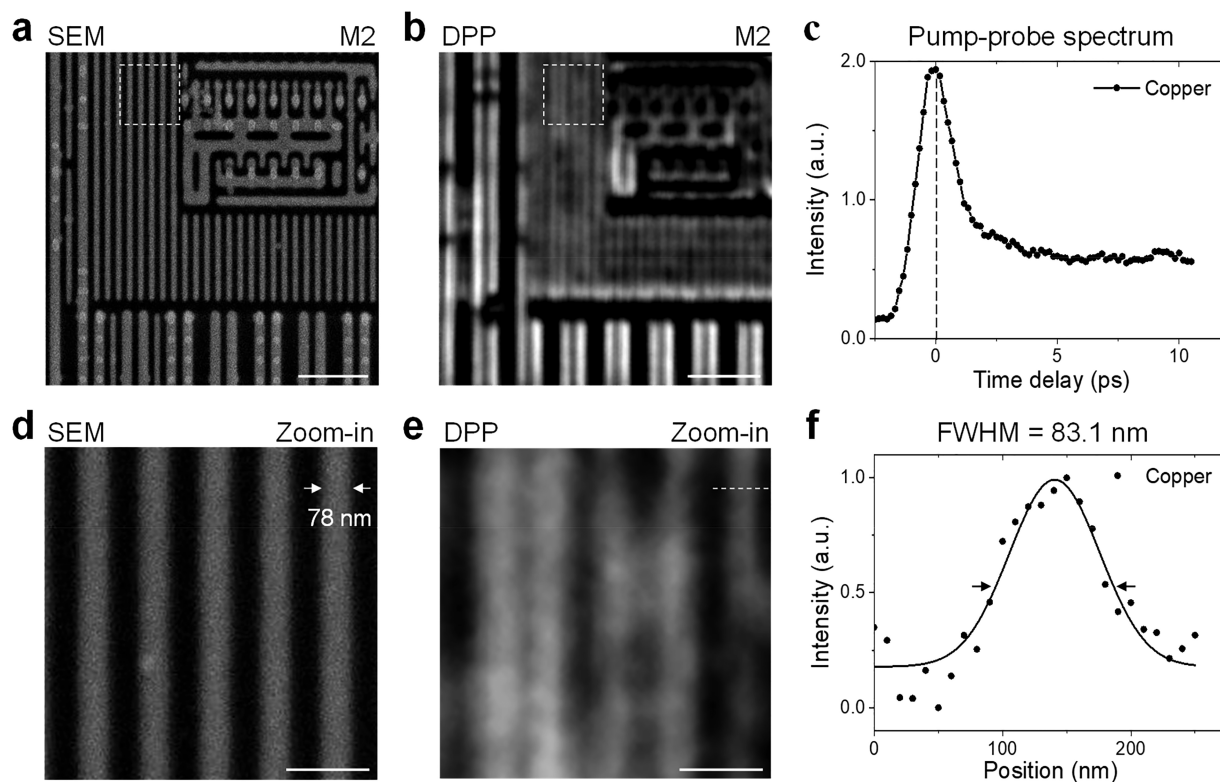 a SEM M2
b DPP M2
c Pump-probe spectrum
2.0
Copper
Intensity (a.u.)
1.0
0.0
0 5 10
Time delay (ps)
d SEM Zoom-in
78 nm
e DPP Zoom-in
f FWHM = 83.1 nm
1.0
Copper
Intensity (a.u.)
0.5
0.0
0 100 200
Position (nm)